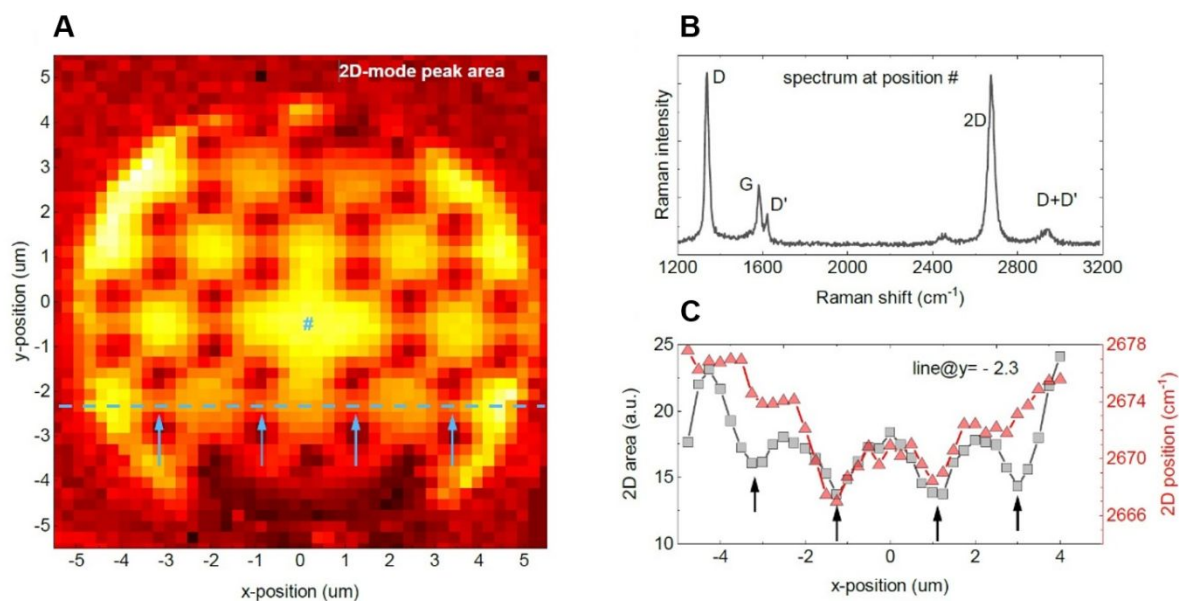 A
2D-mode peak area
5
4
3
2
1
0
-1
-2
-3
-4
-5
y-position (um)
#
-5 -4 -3 -2 -1 0 1 2 3 4 5
x-position (um)
B
spectrum at position #
D
G
D'
2D
D+D'
Raman intensity
1200 1600 2000 2400 2800 3200
Raman shift (cm-1)
C
line@y= - 2.3
25
20
15
10
2D area (a.u.)
2678
2674
2670
2666
2D position (cm-1)
-4 -2 0 2 4
x-position (um)